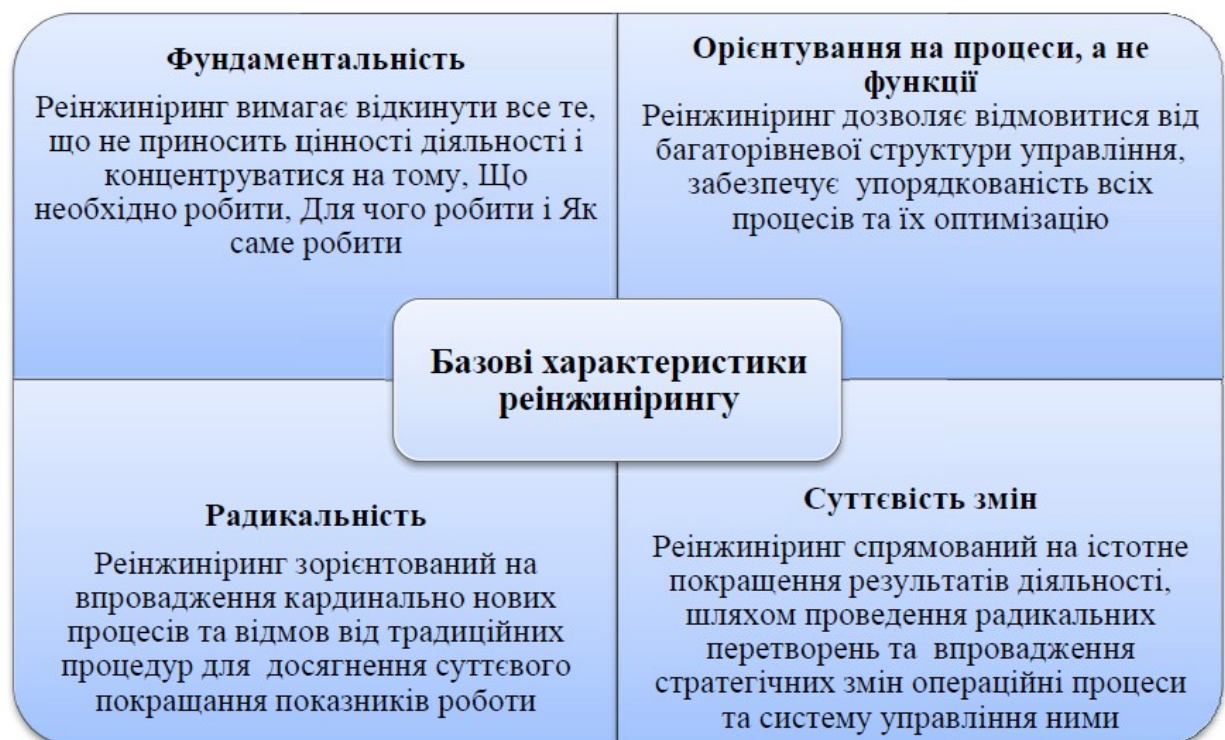 Фундаментальність
Реінжиніринг вимагає відкинути все те,
що не приносить цінності діяльності і
концентруватися на тому, Що
необхідно робити, Для чого робити і Як
саме робити
Орієнтування на процеси, а не
функції
Реінжиніринг дозволяє відмовитися від
багаторівневої структури управління,
забезпечує упорядкованість всіх
процесів та їх оптимізацію
Базові характеристики
реінжинірингу
Радикальність
Реінжиніринг зорієнтований на
впровадження кардинально нових
процесів та відмов від традиційних
процедур для досягнення суттєвого
покращання показників роботи
Суттєвість змін
Реінжиніринг спрямований на істотне
покращення результатів діяльності,
шляхом проведення радикальних
перетворень та впровадження
стратегічних змін операційні процеси
та систему управління ними